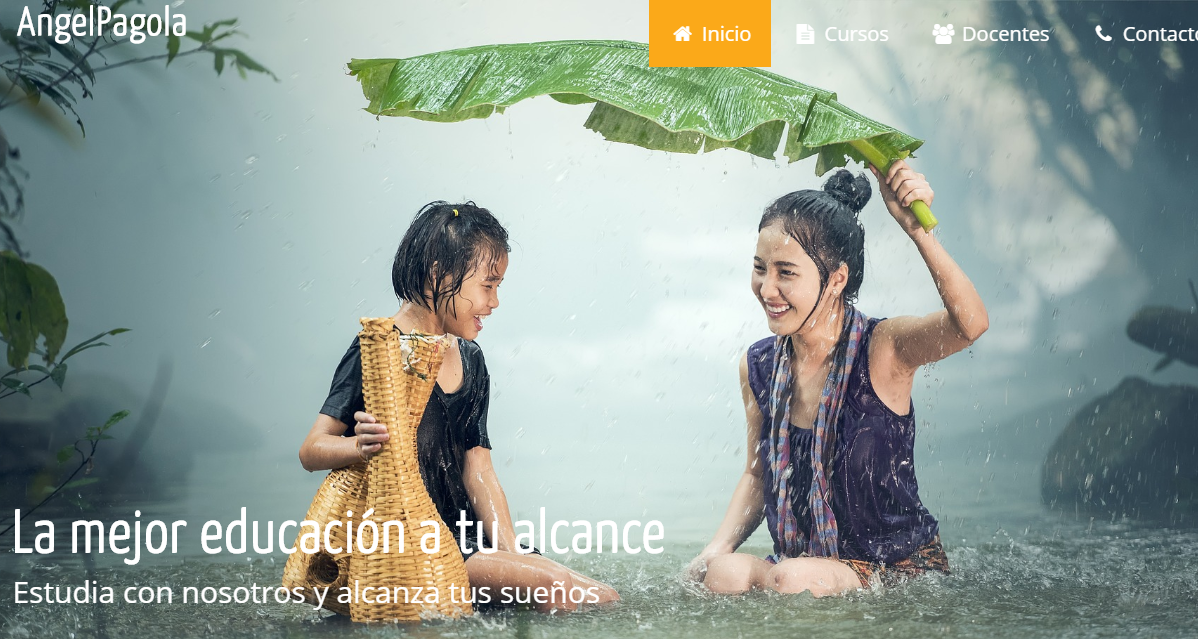 AngelPagola
Inicio
Cursos
Docentes
Contacto
La mejor educación a tu alcance
Estudia con nosotros y alcanza tus sueños